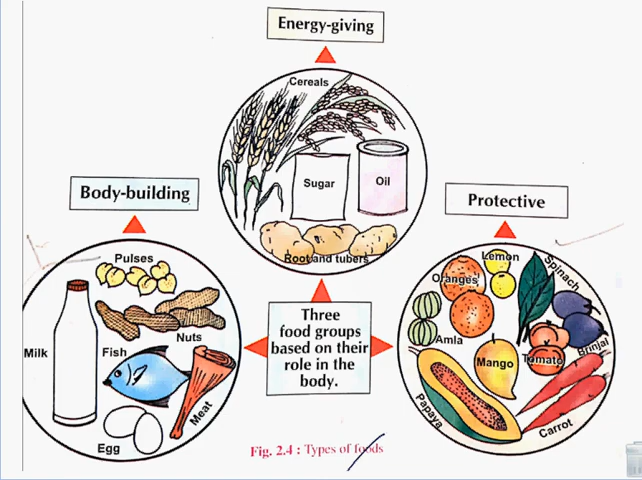 Energy-giving
Cereals
Sugar
Oil
Root and tubers
Body-building
Pulses
Nuts
Milk
Fish
Meat
Egg
Three
food groups
based on their
role in the
body.
Protective
Lemon
Oranges
Spinach
Amla
Mango
Tomato
Brinjal
Papaya
Carrot
Fig. 2.4 : Types of foods